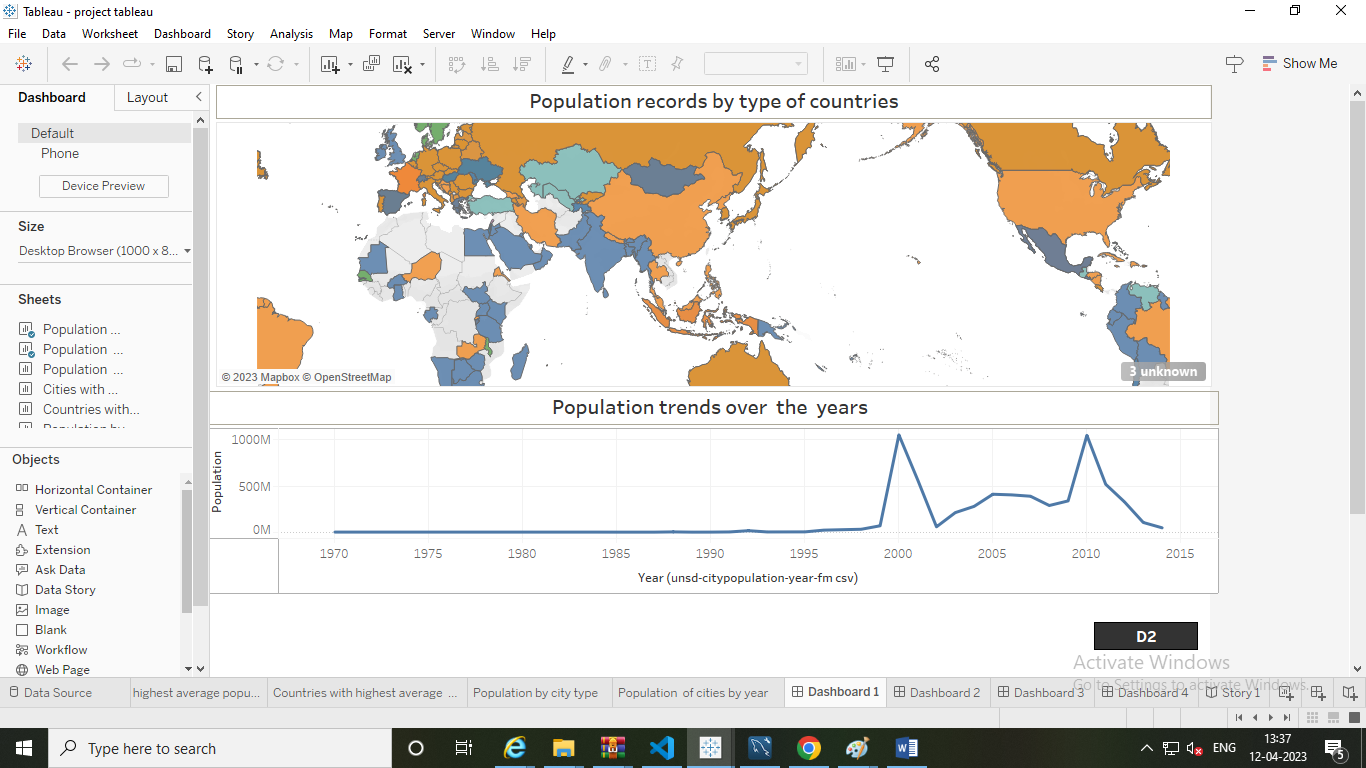 Tableau - project tableau
File Data Worksheet Dashboard Story Analysis Map Format Server Window Help
Show Me
Dashboard Layout
Default
Phone
Device Preview
Size
Desktop Browser (1000 x 8...
Sheets
Population ...
Population ...
Population ...
Cities with ...
Countries with...
Objects
Horizontal Container
Vertical Container
Text
Extension
Ask Data
Data Story
Image
Blank
Workflow
Web Page
Population records by type of countries
© 2023 Mapbox © OpenStreetMap
3 unknown
Population trends over the years
Population
1000M
500M
0M
1970 1975 1980 1985 1990 1995 2000 2005 2010 2015
Year (unsd-citypopulation-year-fm csv)
D2
Activate Windows
Go to Settings to activate Windows.
Data Source highest average popu... Countries with highest average ... Population by city type Population of cities by year Dashboard 1 Dashboard 2 Dashboard 3 Dashboard 4 Story 1
Type here to search
ENG
13:37
12-04-2023
5